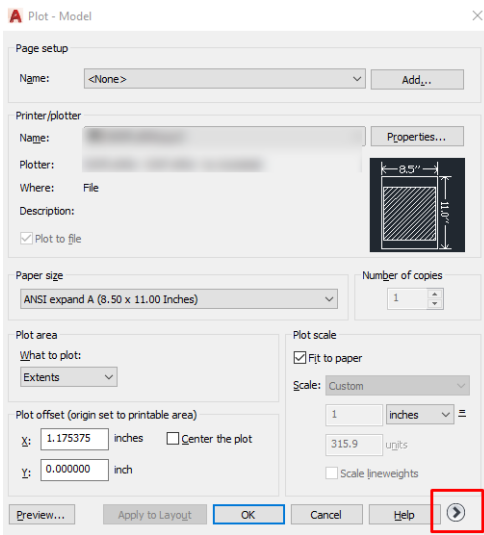 Plot - Model
Page setup
Name: <None> Add...
Printer/plotter
Name: Properties...
Plotter:
Where: File
Description:
Plot to file
8.5"
11.0"
Paper size
ANSI expand A (8.50 x 11.00 Inches)
Number of copies
1
Plot area
What to plot:
Extents
Plot scale
Fit to paper
Scale: Custom
1 inches =
315.9 units
Scale lineweights
Plot offset (origin set to printable area)
X: 1.175375 inches Center the plot
Y: 0.000000 inch
Preview... Apply to Layout OK Cancel Help